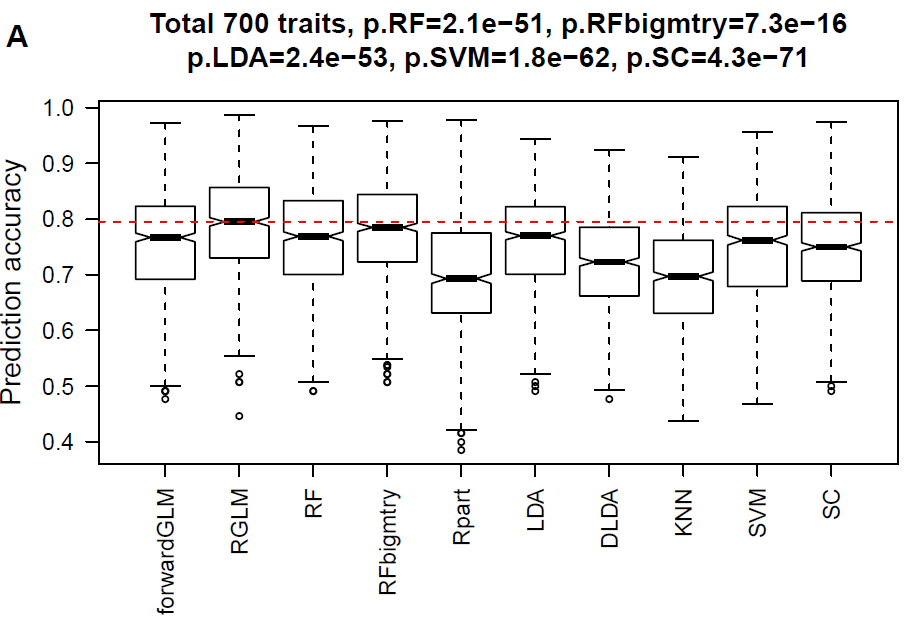 A
Total 700 traits, p.RF=2.1e−51, p.RFbigmtry=7.3e−16
p.LDA=2.4e−53, p.SVM=1.8e−62, p.SC=4.3e−71
Prediction accuracy
1.0
0.9
0.8
0.7
0.6
0.5
0.4
forwardGLM
RGLM
RF
RFbigmtry
Rpart
LDA
DLDA
KNN
SVM
SC